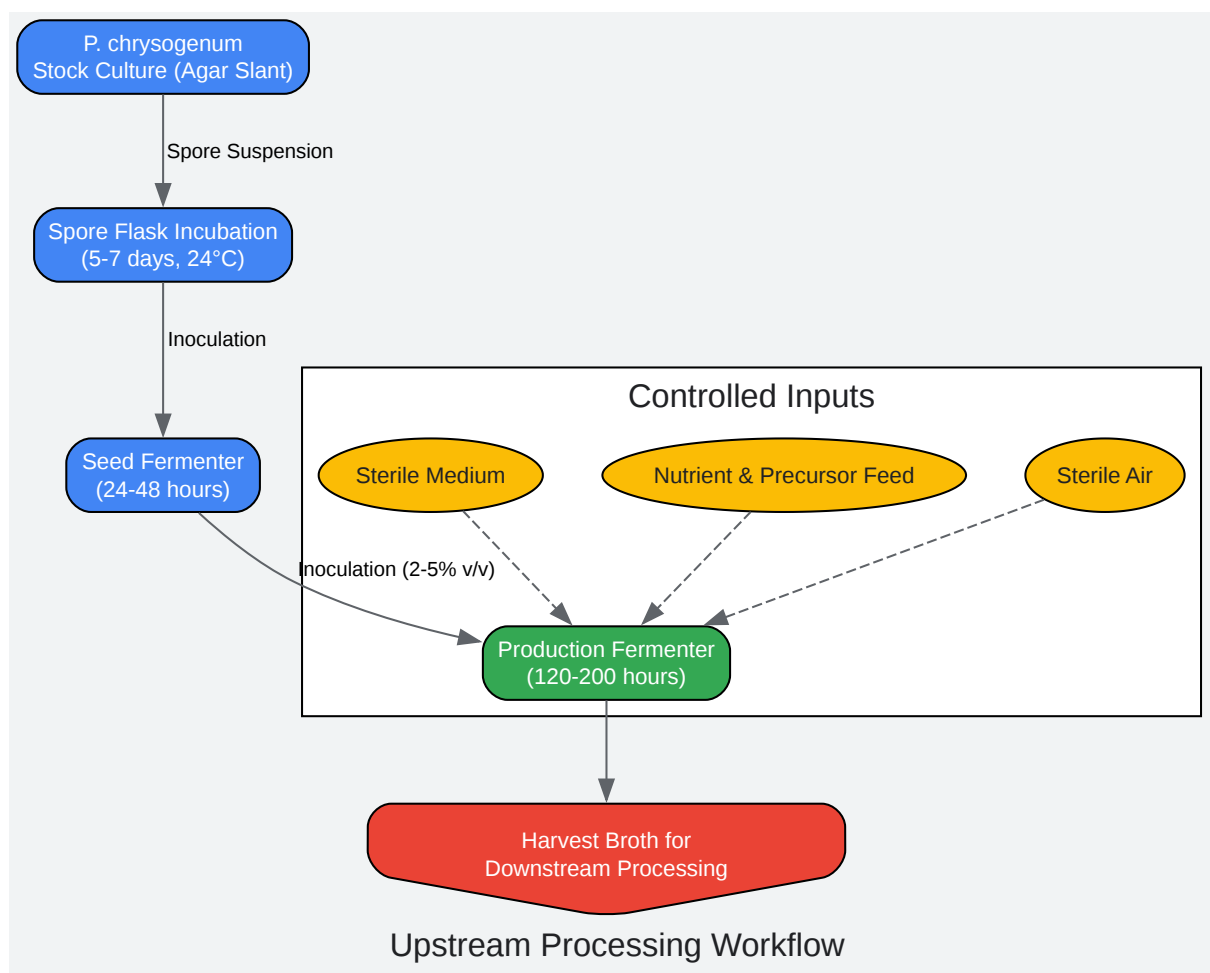 P. chrysogenum
Stock Culture (Agar Slant)
Spore Suspension
Spore Flask Incubation
(5-7 days, 24°C)
Inoculation
Controlled Inputs
Seed Fermenter
(24-48 hours)
Sterile Medium
Nutrient & Precursor Feed
Sterile Air
Inoculation (2-5% v/v)
Production Fermenter
(120-200 hours)
Harvest Broth for
Downstream Processing
Upstream Processing Workflow